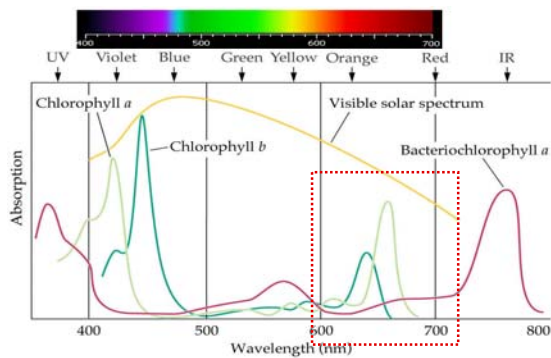 400 500 600 700
UV Violet Blue Green Yellow Orange Red IR
Chlorophyll a
Visible solar spectrum
Chlorophyll b
Bacteriochlorophyll a
Absorption
400 500 600 700 800
Wavelength (nm)